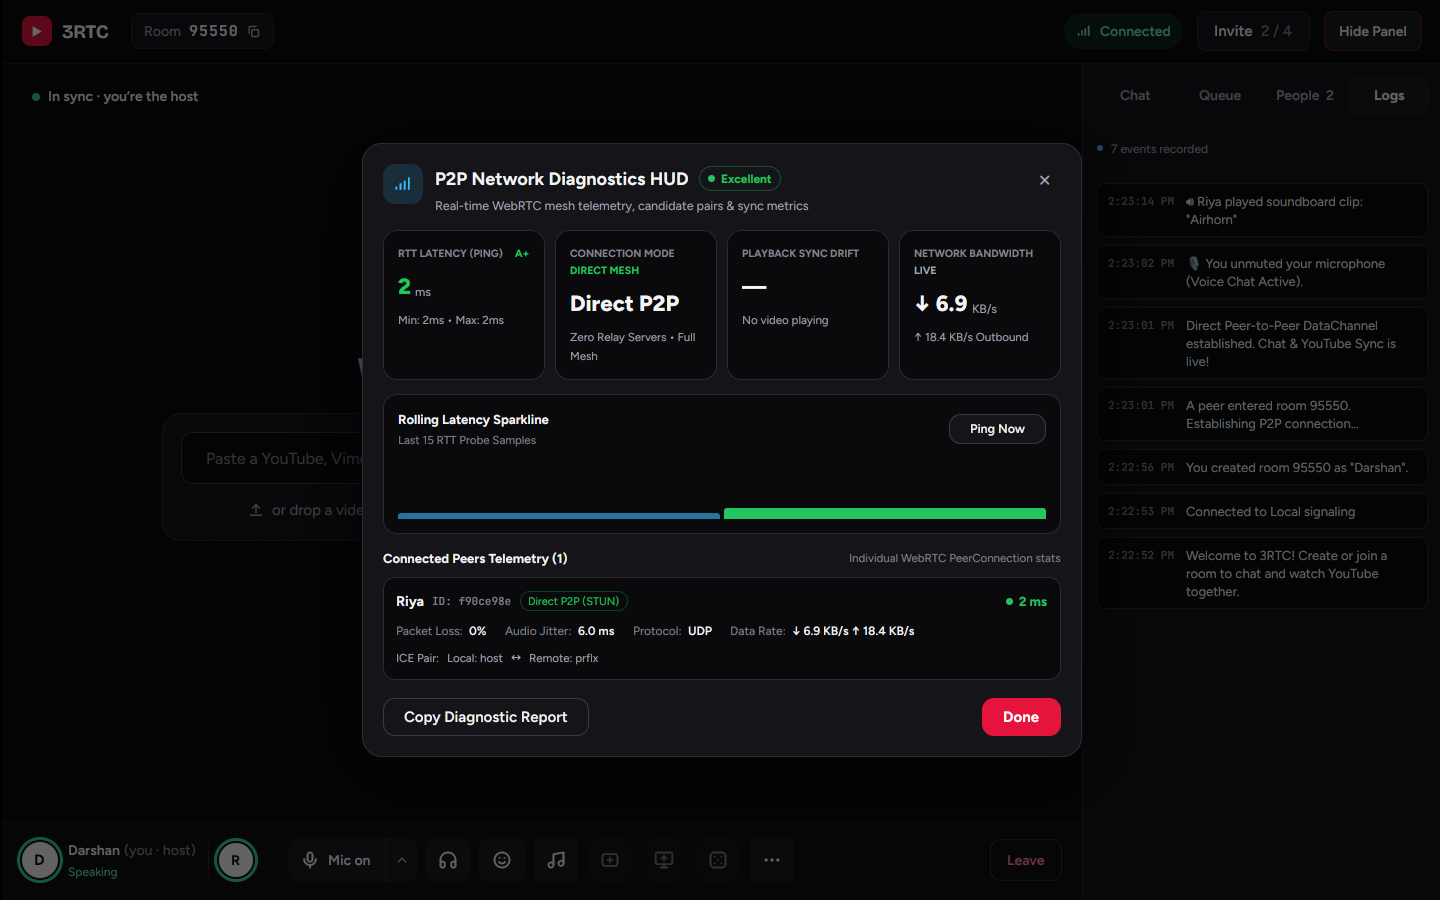 3RTC
Room 95550
Connected
Invite 2 / 4
Hide Panel
In sync · you're the host
Chat
Queue
People 2
Logs
7 events recorded
2:23:14 PM Riya played soundboard clip:
"Airhorn"
2:23:02 PM You unmuted your microphone
(Voice Chat Active).
2:23:01 PM Direct Peer-to-Peer DataChannel
established. Chat & YouTube Sync is
live!
2:23:01 PM A peer entered room 95550.
Establishing P2P connection...
2:22:56 PM You created room 95550 as "Darshan".
2:22:53 PM Connected to Local signaling
2:22:52 PM Welcome to 3RTC! Create or join a
room to chat and watch YouTube
together.
Paste a YouTube, Vim
or drop a vide
P2P Network Diagnostics HUD Excellent
Real-time WebRTC mesh telemetry, candidate pairs & sync metrics
RTT LATENCY (PING) A+
2 ms
Min: 2ms • Max: 2ms
CONNECTION MODE
DIRECT MESH
Direct P2P
Zero Relay Servers • Full
Mesh
PLAYBACK SYNC DRIFT
—
No video playing
NETWORK BANDWIDTH
LIVE
↓ 6.9 KB/s
↑ 18.4 KB/s Outbound
Rolling Latency Sparkline
Last 15 RTT Probe Samples
Ping Now
Connected Peers Telemetry (1)
Individual WebRTC PeerConnection stats
Riya ID: f90ce98e Direct P2P (STUN) 2 ms
Packet Loss: 0% Audio Jitter: 6.0 ms Protocol: UDP Data Rate: ↓ 6.9 KB/s ↑ 18.4 KB/s
ICE Pair: Local: host ↔ Remote: prflx
Copy Diagnostic Report
Done
D
Darshan (you · host)
Speaking
R
Mic on
Leave